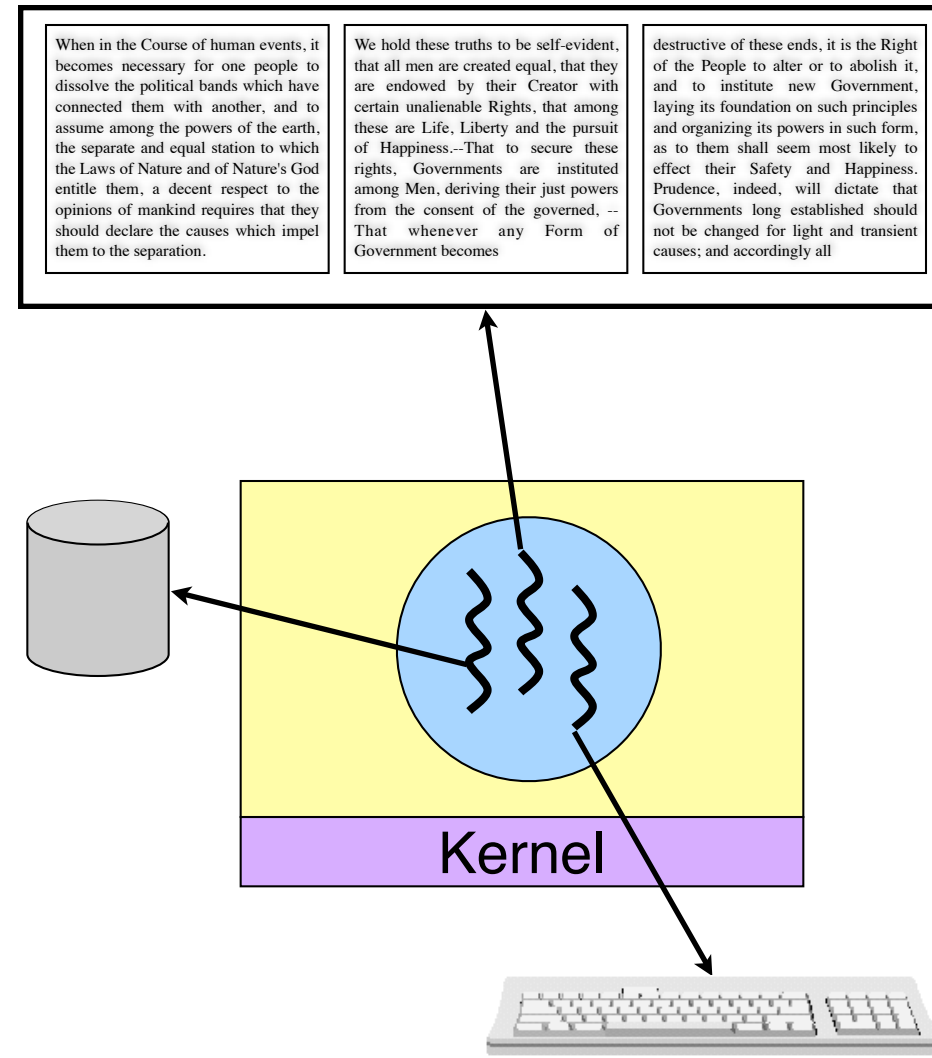 When in the Course of human events, it
becomes necessary for one people to
dissolve the political bands which have
connected them with another, and to
assume among the powers of the earth,
the separate and equal station to which
the Laws of Nature and of Nature's God
entitle them, a decent respect to the
opinions of mankind requires that they
should declare the causes which impel
them to the separation.
We hold these truths to be self-evident,
that all men are created equal, that they
are endowed by their Creator with
certain unalienable Rights, that among
these are Life, Liberty and the pursuit
of Happiness.--That to secure these
rights, Governments are instituted
among Men, deriving their just powers
from the consent of the governed, --
That whenever any Form of
Government becomes
destructive of these ends, it is the Right
of the People to alter or to abolish it,
and to institute new Government,
laying its foundation on such principles
and organizing its powers in such form,
as to them shall seem most likely to
effect their Safety and Happiness.
Prudence, indeed, will dictate that
Governments long established should
not be changed for light and transient
causes; and accordingly all
Kernel